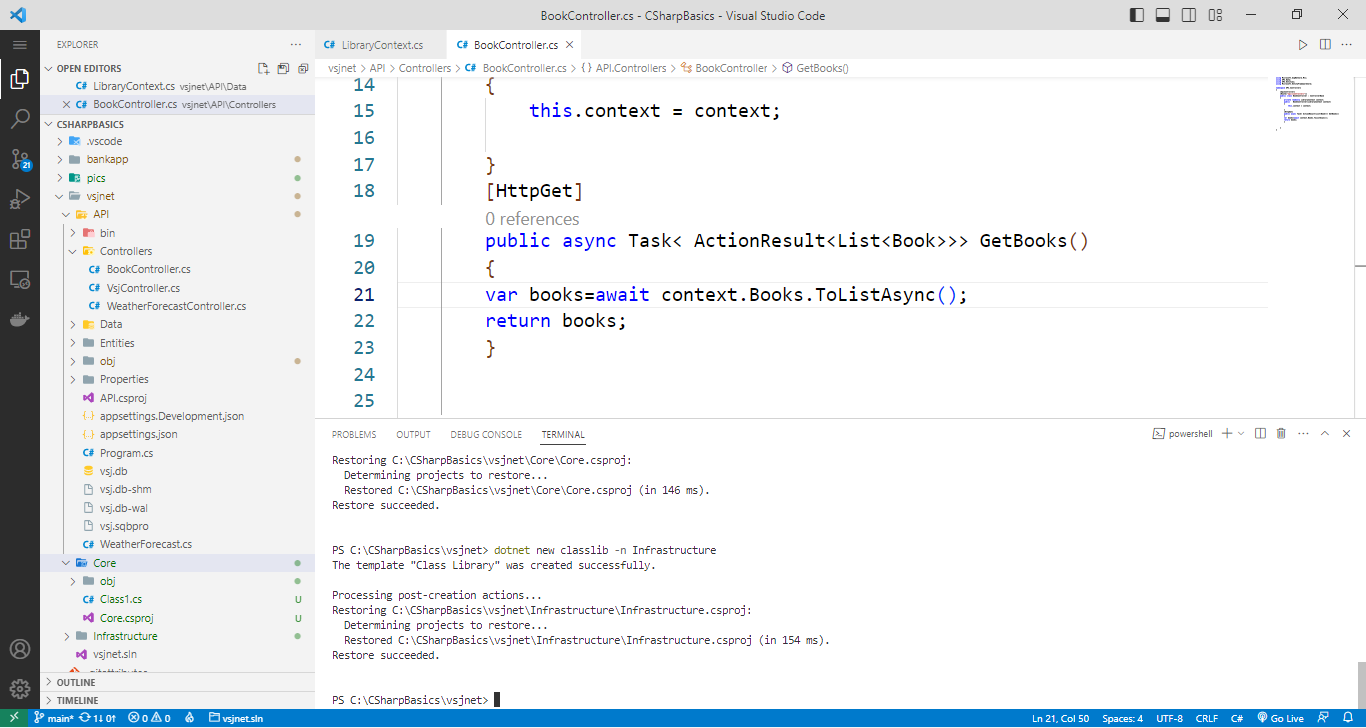 BookController.cs - CSharpBasics - Visual Studio Code
EXPLORER
OPEN EDITORS
C# LibraryContext.cs vsjnet\API\Data
C# BookController.cs vsjnet\API\Controllers
CSHARPBASICS
.vscode
bankapp
pics
vsjnet
API
bin
Controllers
C# BookController.cs
C# VsjController.cs
C# WeatherForecastController.cs
Data
Entities
obj
Properties
API.csproj
{..} appsettings.Development.json
{..} appsettings.json
C# Program.cs
vsj.db
vsj.db-shm
vsj.db-wal
vsj.sqbpro
C# WeatherForecast.cs
Core
obj
C# Class1.cs U
Core.csproj U
Infrastructure
vsjnet.sln
.gitattributes
OUTLINE
TIMELINE
21
C# LibraryContext.cs
C# BookController.cs
vsjnet > API > Controllers > C# BookController.cs > {} API.Controllers > BookController > GetBooks()
14 {
15 this.context = context;
16
17 }
18 [HttpGet]
0 references
19 public async Task< ActionResult<List<Book>>> GetBooks()
20 {
21 var books=await context.Books.ToListAsync();
22 return books;
23 }
24
25
PROBLEMS OUTPUT DEBUG CONSOLE TERMINAL
powershell
Restoring C:\CSharpBasics\vsjnet\Core\Core.csproj:
Determining projects to restore...
Restored C:\CSharpBasics\vsjnet\Core\Core.csproj (in 146 ms).
Restore succeeded.
PS C:\CSharpBasics\vsjnet> dotnet new classlib -n Infrastructure
The template "Class Library" was created successfully.
Processing post-creation actions...
Restoring C:\CSharpBasics\vsjnet\Infrastructure\Infrastructure.csproj:
Determining projects to restore...
Restored C:\CSharpBasics\vsjnet\Infrastructure\Infrastructure.csproj (in 154 ms).
Restore succeeded.
PS C:\CSharpBasics\vsjnet>
main* 1↓ 0↑ 0 0 vsjnet.sln
Ln 21, Col 50 Spaces: 4 UTF-8 CRLF C# Go Live